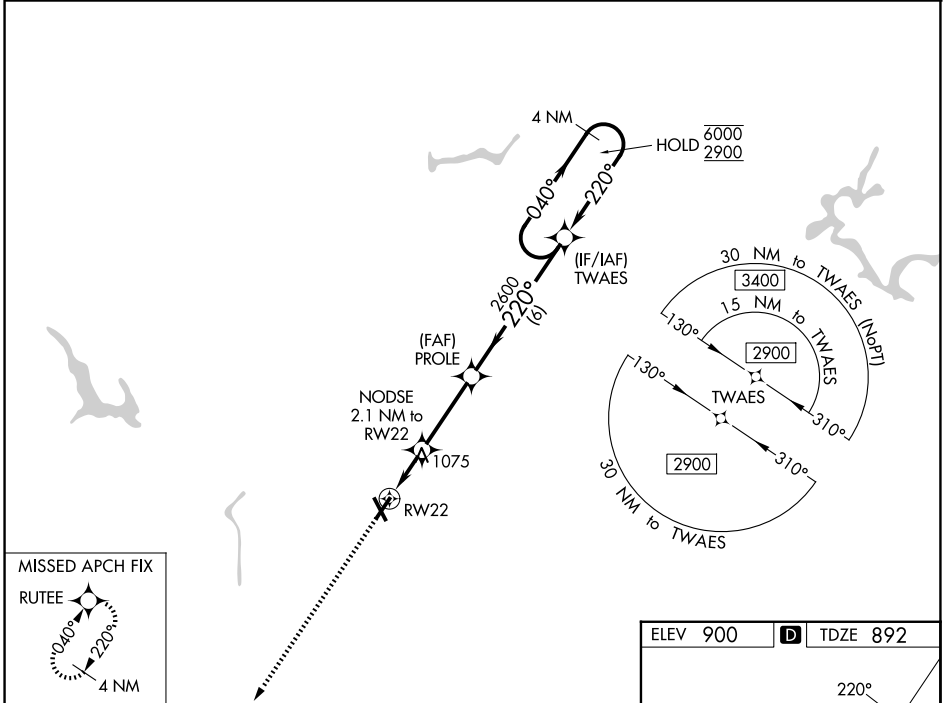 4 NM
HOLD 6000
2900
040°
220°
(IF/IAF)
TWAES
2600
220°
(6)
(FAF)
PROLE
NODSE
2.1 NM to
RW22
1075
RW22
30 NM to TWAES (NoPT)
3400
15 NM to TWAES
130°
2900
TWAES
310°
130°
2900
310°
30 NM to TWAES
MISSED APCH FIX
RUTEE
040°
220°
4 NM
ELEV 900
D
TDZE 892
220°